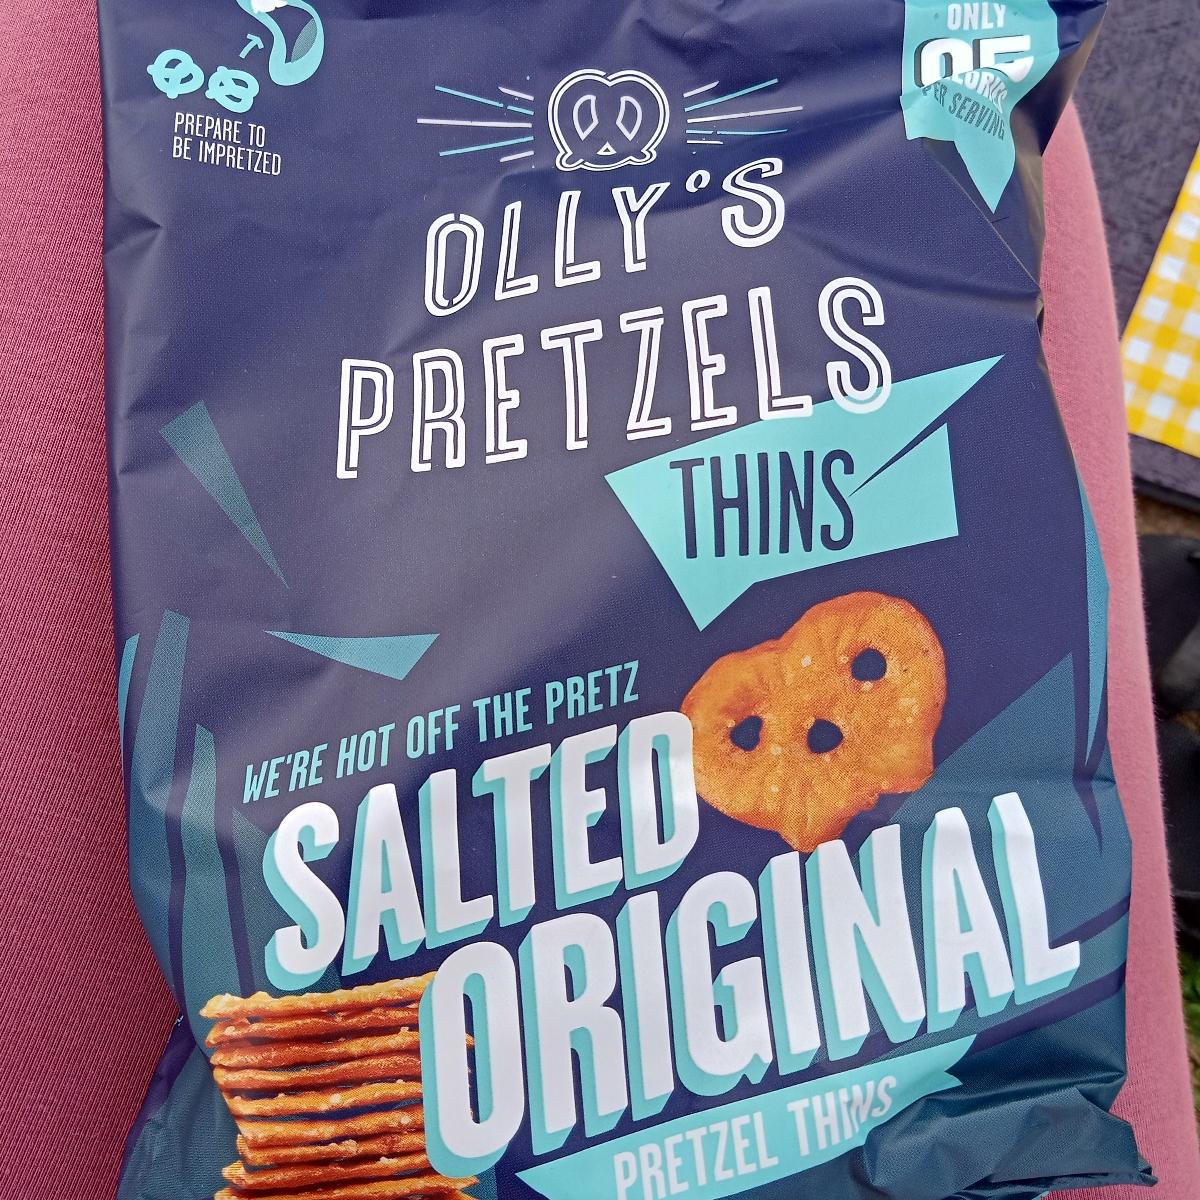 PREPARE TO
BE IMPRETZED
ONLY
PER SERVING
OLLY'S
PRETZELS
THINS
WE'RE HOT OFF THE PRETZ
SALTED
ORIGINAL
PRETZEL THINS